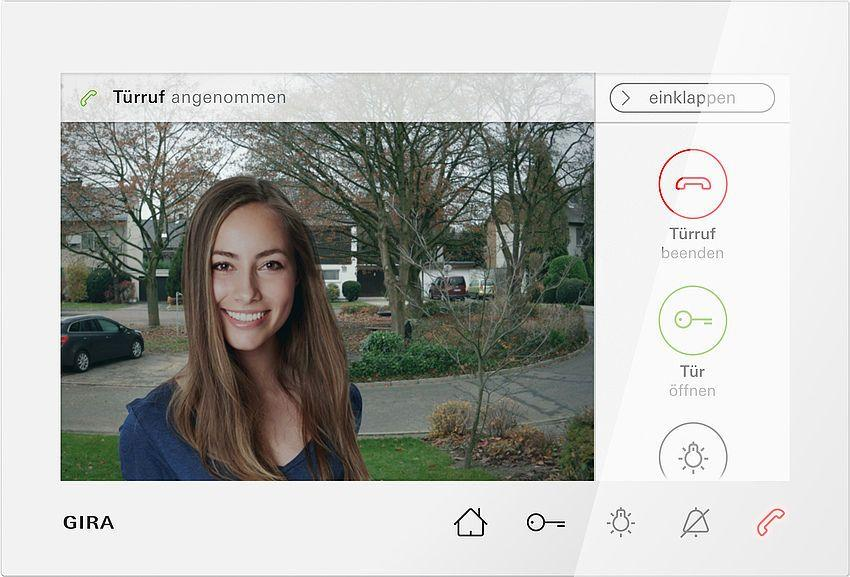 Türruf angenommen
einklappen
Türruf
beenden
Tür
öffnen
GIRA